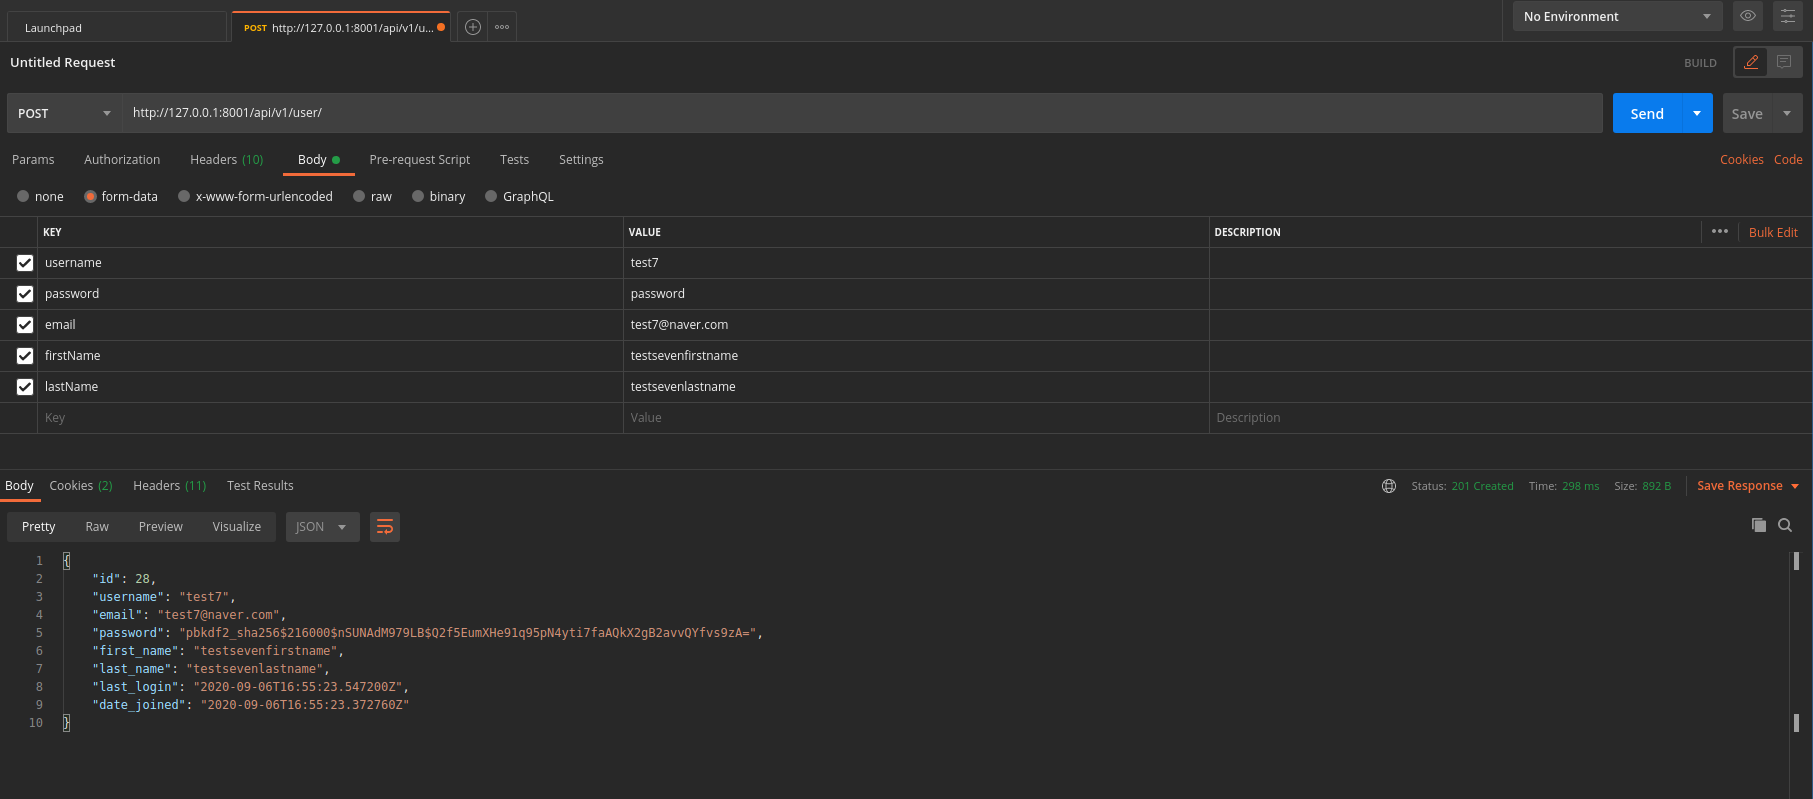 Launchpad
POST http://127.0.0.1:8001/api/v1/u...
No Environment
Untitled Request
BUILD
POST http://127.0.0.1:8001/api/v1/user/ Send Save
Params Authorization Headers (10) Body Pre-request Script Tests Settings Cookies Code
none form-data x-www-form-urlencoded raw binary GraphQL
KEY VALUE DESCRIPTION ••• Bulk Edit
username test7
password password
email test7@naver.com
firstName testsevenfirstname
lastName testsevenlastname
Key Value Description
Body Cookies (2) Headers (11) Test Results Status: 201 Created Time: 298 ms Size: 892 B Save Response
Pretty Raw Preview Visualize JSON
1 {
2 "id": 28,
3 "username": "test7",
4 "email": "test7@naver.com",
5 "password": "pbkdf2_sha256$216000$nSUNAdM979LB$Q2f5EumXHe91q95pN4yti7faAQkX2gB2avvQYfvs9zA=",
6 "first_name": "testsevenfirstname",
7 "last_name": "testsevenlastname",
8 "last_login": "2020-09-06T16:55:23.547200Z",
9 "date_joined": "2020-09-06T16:55:23.372760Z"
10 }